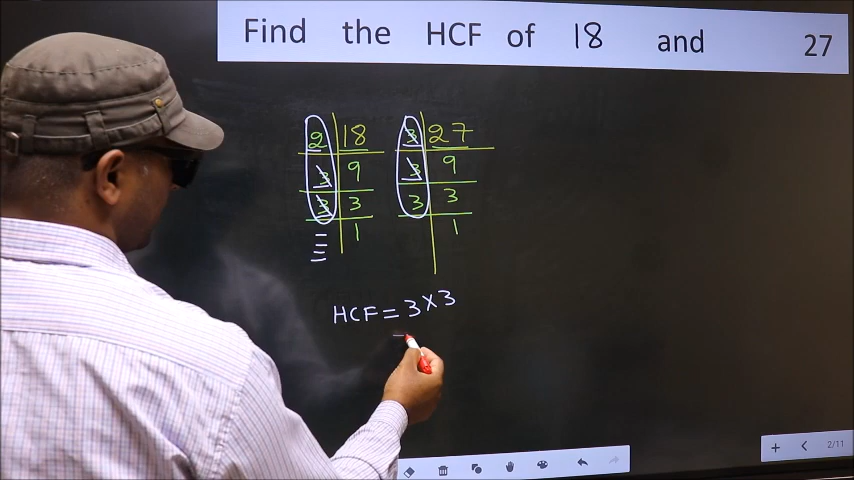 Find the HCF of 18 and 27
2 18 3 27
3 9 3 9
3 3 3 3
1 1
HCF = 3 × 3
=
2/11